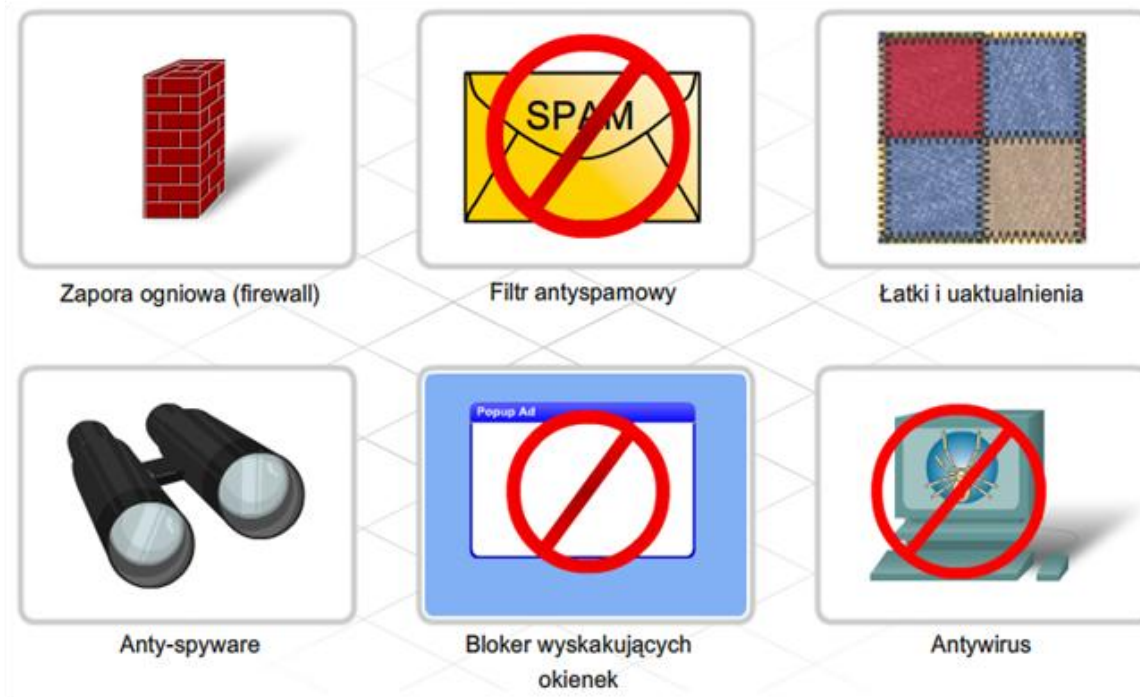 SPAM
Zapora ogniowa (firewall)
Filtr antyspamowy
Łatki i uaktualnienia
Popup Ad
Anty-spyware
Bloker wyskakujących
okienek
Antywirus